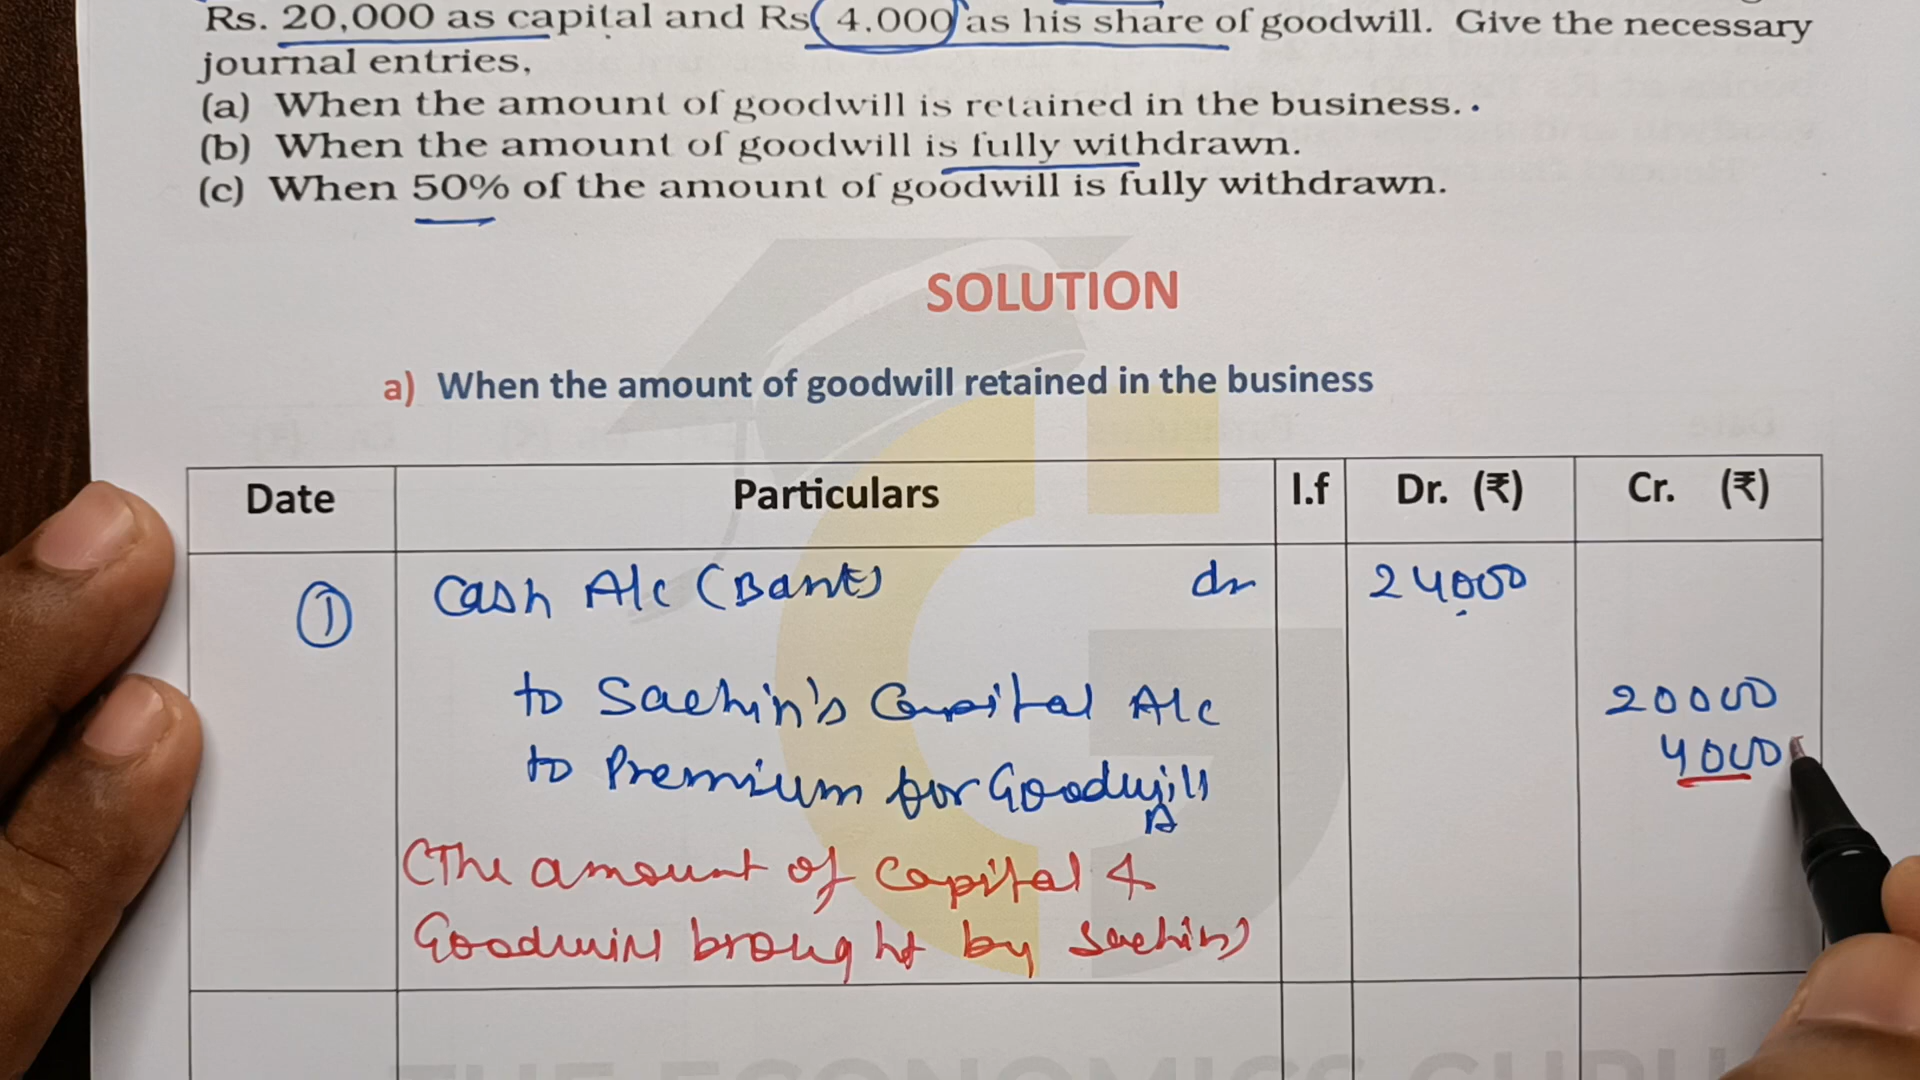 Rs. 20,000 as capital and Rs 4.000 as his share of goodwill. Give the necessary
journal entries,
(a) When the amount of goodwill is retained in the business.
(b) When the amount of goodwill is fully withdrawn.
(c) When 50% of the amount of goodwill is fully withdrawn.
SOLUTION
a) When the amount of goodwill retained in the business
Date Particulars l.f Dr. (₹) Cr. (₹)
① Cash A/c (Bank) dr 24000
to Sachin's Capital A/c 20000
to Premium for Goodwill 4000
(The amount of Capital &
Goodwill brought by Sachin)
THE ECONOMICS GURU